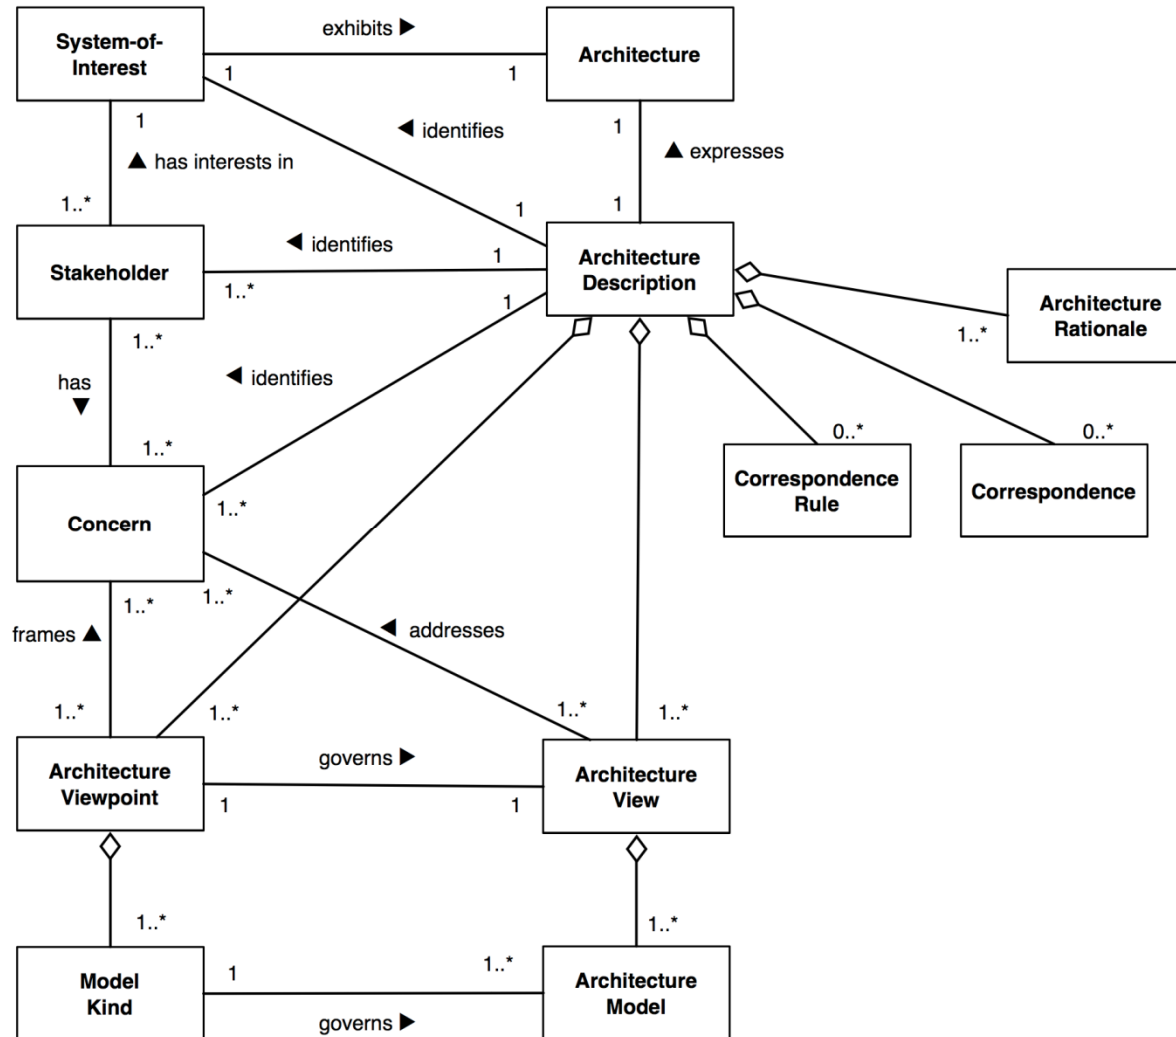 System-of-
Interest
exhibits ▶
Architecture
1
1
1
1
◀ identifies
▲ has interests in
▲ expresses
1..*
1
1
Stakeholder
◀ identifies
1
1..*
Architecture
Description
1
1..*
Architecture
Rationale
1..*
has
▼
◀ identifies
1..*
0..*
0..*
1..*
Correspondence
Rule
Correspondence
Concern
1..*
1..*
frames ▲
◀ addresses
1..*
1..*
1..*
1..*
Architecture
Viewpoint
governs ▶
1
1
Architecture
View
1..*
1..*
Model
Kind
1
1..*
governs ▶
Architecture
Model